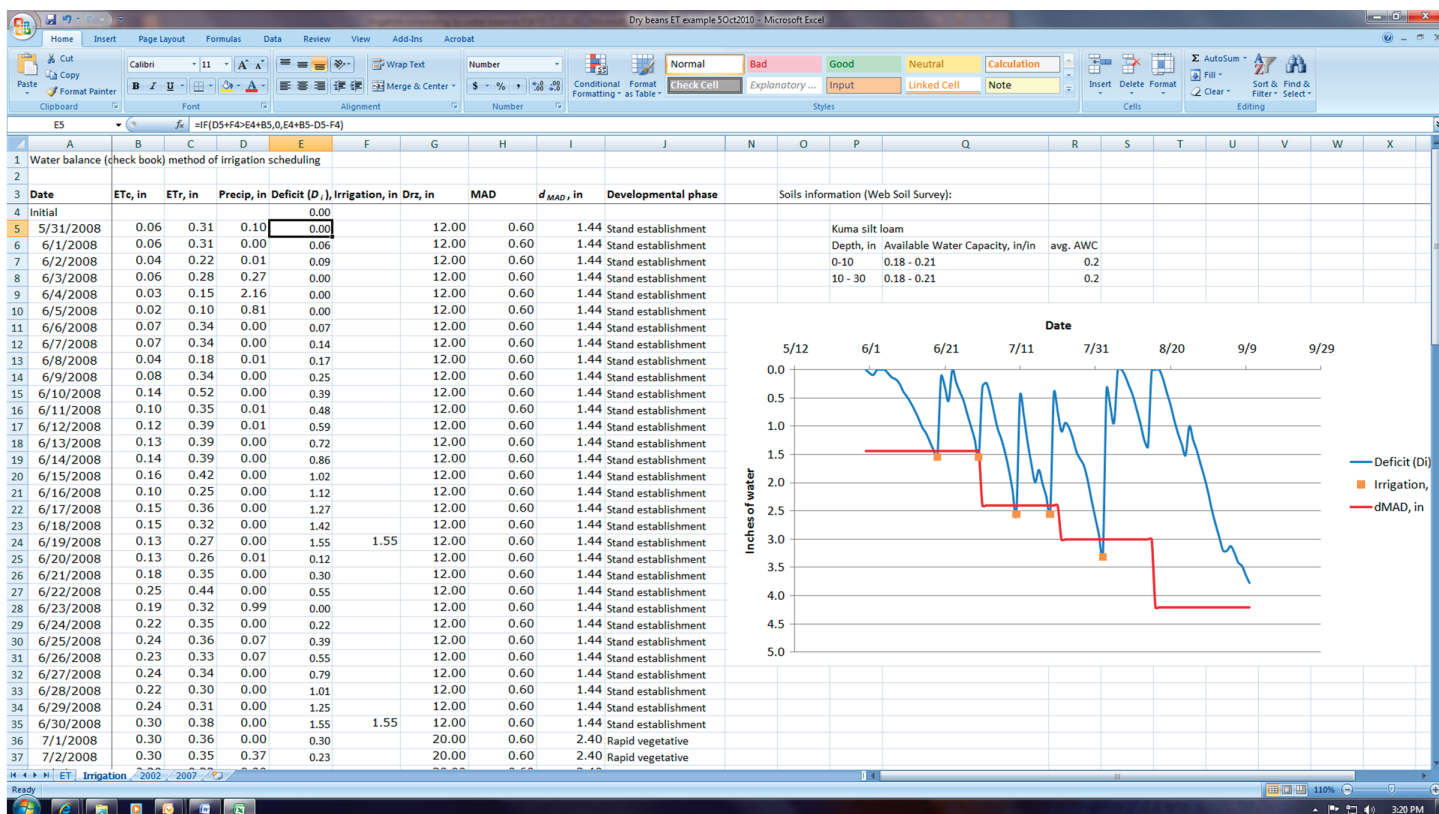 Dry beans ET example 5Oct2010 - Microsoft Excel
Home Insert Page Layout Formulas Data Review View Add-Ins Acrobat
Cut
Copy
Format Painter
Paste
Clipboard
Calibri 11
B I U
Font
Wrap Text
Merge & Center
Alignment
Number
$ % ,
Number
Conditional Formatting
Format as Table
Normal Bad Good Neutral Calculation
Check Cell Explanatory ... Input Linked Cell Note
Styles
Insert Delete Format
Cells
Σ AutoSum
Fill
Clear
Sort & Filter
Find & Select
Editing
E5 fx =IF(D5+F4>E4+B5,0,E4+B5-D5-F4)
A B C D E F G H I J N O P Q R S T U V W X
1 Water balance (check book) method of irrigation scheduling
2
3 Date ETc, in ETr, in Precip, in Deficit (D i ), Irrigation, in Drz, in MAD d MAD , in Developmental phase Soils information (Web Soil Survey):
4 Initial 0.00
5 5/31/2008 0.06 0.31 0.10 0.00 12.00 0.60 1.44 Stand establishment Kuma silt loam
6 6/1/2008 0.06 0.31 0.00 0.06 12.00 0.60 1.44 Stand establishment Depth, in Available Water Capacity, in/in avg. AWC
7 6/2/2008 0.04 0.22 0.01 0.09 12.00 0.60 1.44 Stand establishment 0-10 0.18 - 0.21 0.2
8 6/3/2008 0.06 0.28 0.27 0.00 12.00 0.60 1.44 Stand establishment 10 - 30 0.18 - 0.21 0.2
9 6/4/2008 0.03 0.15 2.16 0.00 12.00 0.60 1.44 Stand establishment
10 6/5/2008 0.02 0.10 0.81 0.00 12.00 0.60 1.44 Stand establishment
11 6/6/2008 0.07 0.34 0.00 0.07 12.00 0.60 1.44 Stand establishment
12 6/7/2008 0.07 0.34 0.00 0.14 12.00 0.60 1.44 Stand establishment
13 6/8/2008 0.04 0.18 0.01 0.17 12.00 0.60 1.44 Stand establishment
14 6/9/2008 0.08 0.34 0.00 0.25 12.00 0.60 1.44 Stand establishment
15 6/10/2008 0.14 0.52 0.00 0.39 12.00 0.60 1.44 Stand establishment
16 6/11/2008 0.10 0.35 0.01 0.48 12.00 0.60 1.44 Stand establishment
17 6/12/2008 0.12 0.39 0.01 0.59 12.00 0.60 1.44 Stand establishment
18 6/13/2008 0.13 0.39 0.00 0.72 12.00 0.60 1.44 Stand establishment
19 6/14/2008 0.14 0.39 0.00 0.86 12.00 0.60 1.44 Stand establishment
20 6/15/2008 0.16 0.42 0.00 1.02 12.00 0.60 1.44 Stand establishment
21 6/16/2008 0.10 0.25 0.00 1.12 12.00 0.60 1.44 Stand establishment
22 6/17/2008 0.15 0.36 0.00 1.27 12.00 0.60 1.44 Stand establishment
23 6/18/2008 0.15 0.32 0.00 1.42 12.00 0.60 1.44 Stand establishment
24 6/19/2008 0.13 0.27 0.00 1.55 1.55 12.00 0.60 1.44 Stand establishment
25 6/20/2008 0.13 0.26 0.01 0.12 12.00 0.60 1.44 Stand establishment
26 6/21/2008 0.18 0.35 0.00 0.30 12.00 0.60 1.44 Stand establishment
27 6/22/2008 0.25 0.44 0.00 0.55 12.00 0.60 1.44 Stand establishment
28 6/23/2008 0.19 0.32 0.99 0.00 12.00 0.60 1.44 Stand establishment
29 6/24/2008 0.22 0.35 0.00 0.22 12.00 0.60 1.44 Stand establishment
30 6/25/2008 0.24 0.36 0.07 0.39 12.00 0.60 1.44 Stand establishment
31 6/26/2008 0.23 0.33 0.07 0.55 12.00 0.60 1.44 Stand establishment
32 6/27/2008 0.24 0.34 0.00 0.79 12.00 0.60 1.44 Stand establishment
33 6/28/2008 0.22 0.30 0.00 1.01 12.00 0.60 1.44 Stand establishment
34 6/29/2008 0.24 0.31 0.00 1.25 12.00 0.60 1.44 Stand establishment
35 6/30/2008 0.30 0.38 0.00 1.55 1.55 12.00 0.60 1.44 Stand establishment
36 7/1/2008 0.30 0.36 0.00 0.30 20.00 0.60 2.40 Rapid vegetative
37 7/2/2008 0.30 0.35 0.37 0.23 20.00 0.60 2.40 Rapid vegetative
Date
5/12 6/1 6/21 7/11 7/31 8/20 9/9 9/29
0.0
0.5
1.0
1.5
2.0
2.5
3.0
3.5
4.0
4.5
5.0
Inches of water
Deficit (Di)
Irrigation,
dMAD, in
ET Irrigation 2002 2007
Ready 110%
3:20 PM